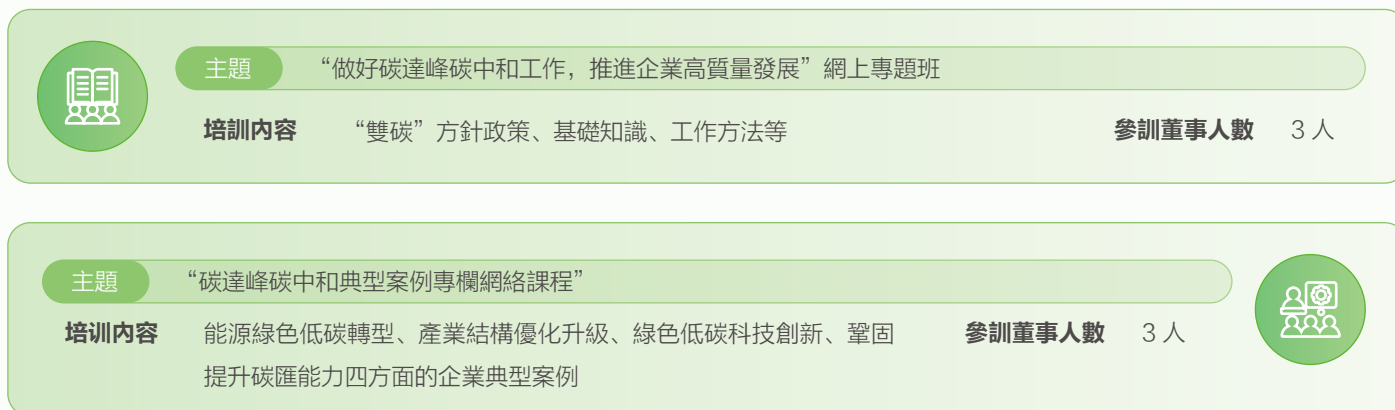 主題 “做好碳達峰碳中和工作，推進企業高質量發展”網上專題班
培訓內容 “雙碳”方針政策、基礎知識、工作方法等 參訓董事人數 3 人
主題 “碳達峰碳中和典型案例專欄網絡課程”
培训内容 能源綠色低碳轉型、產業結構優化升級、綠色低碳科技創新、鞏固 參訓董事人數 3 人
提升碳匯能力四方面的企業典型案例